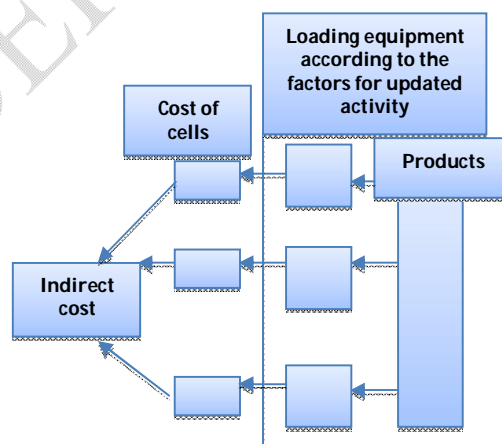 Loading equipment
according to the
factors for updated
activity
Cost of
cells
Products
Indirect
cost